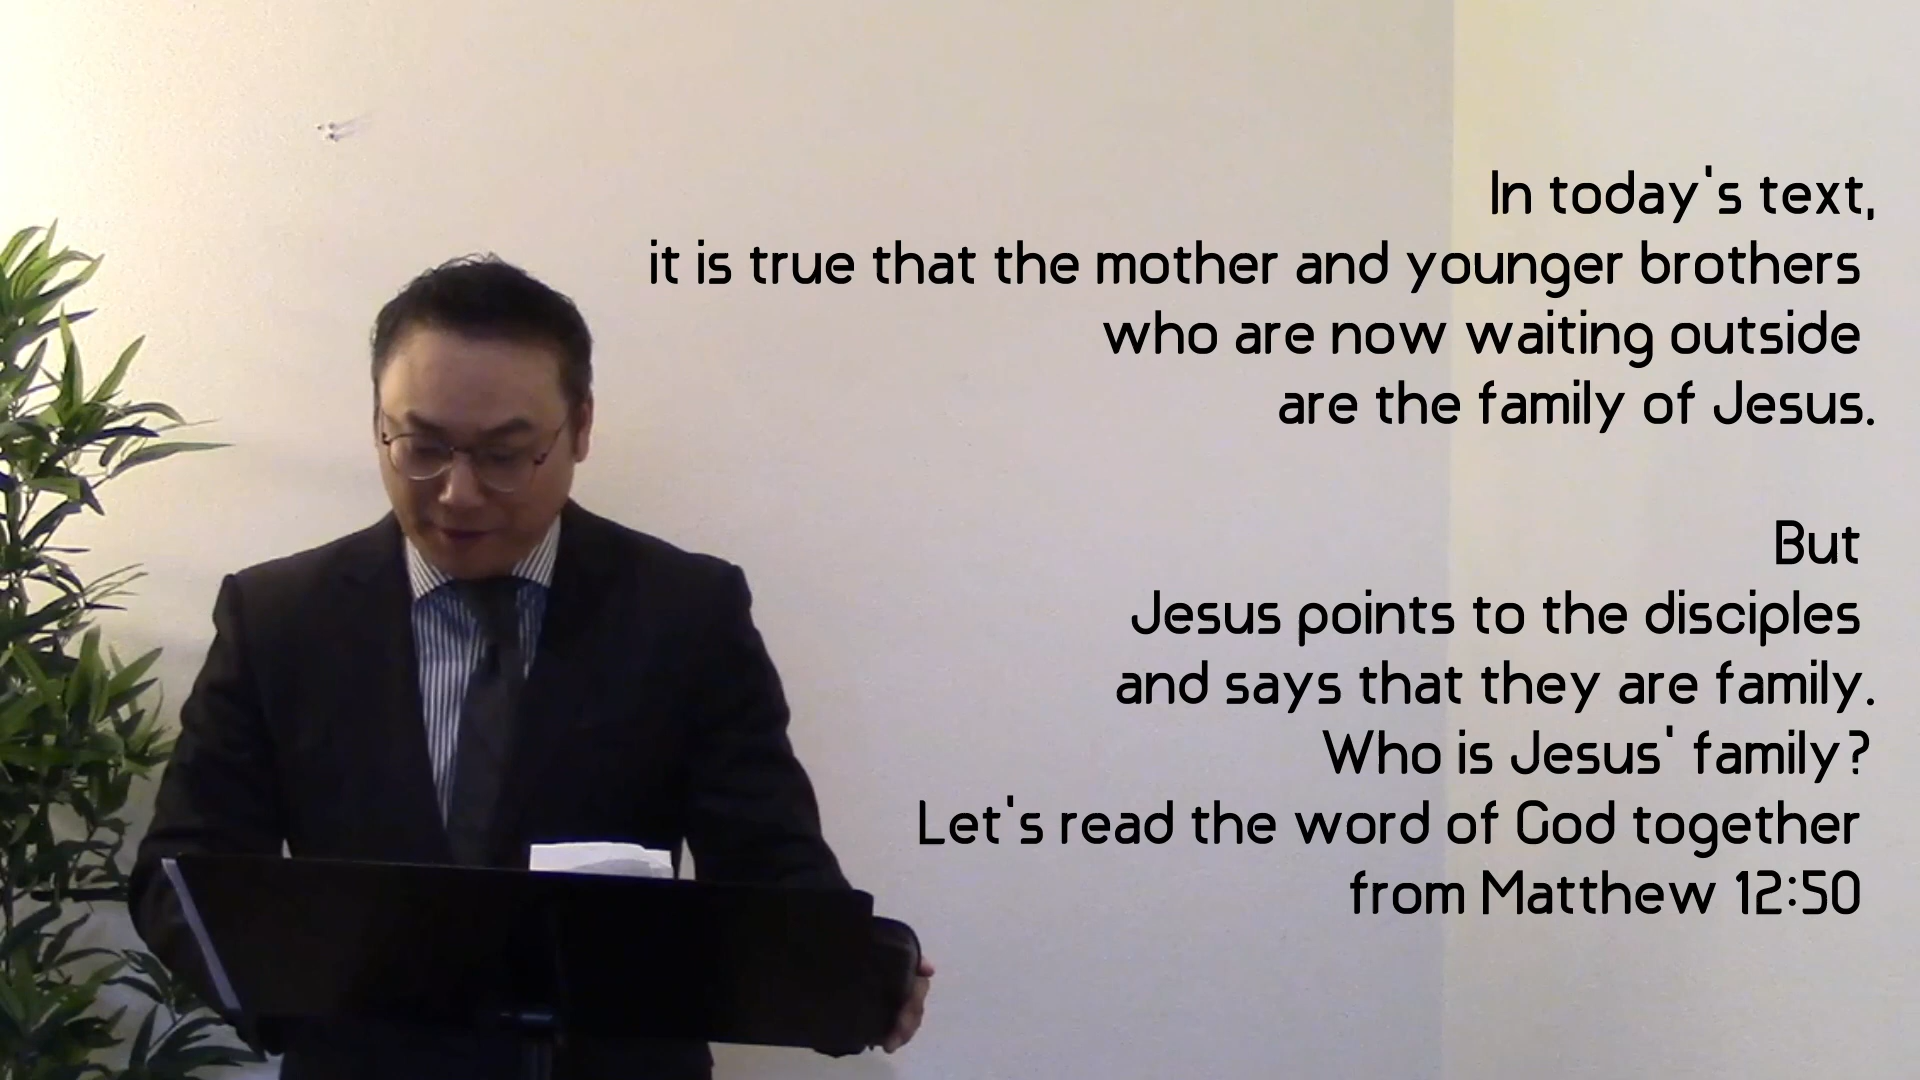 In today's text,
it is true that the mother and younger brothers
who are now waiting outside
are the family of Jesus.
But
Jesus points to the disciples
and says that they are family.
Who is Jesus' family?
Let's read the word of God together
from Matthew 12:50